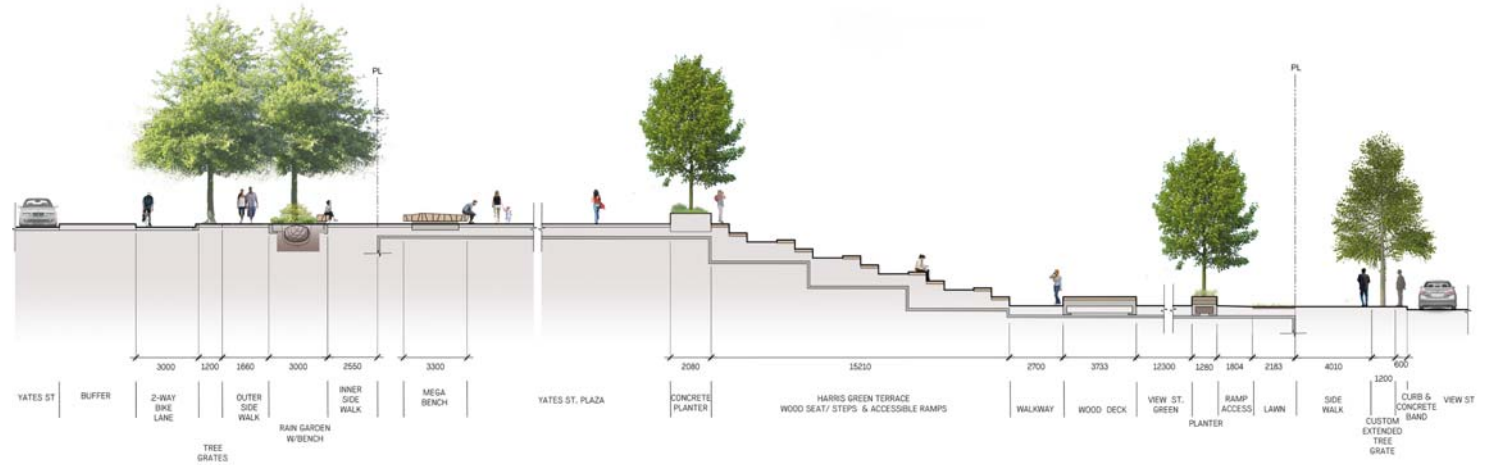 PL
PL
3000
1200
1660
3000
2550
3300
2080
15210
2700
3733
12300
1280
1804
2183
4010
1200
600
YATES ST
BUFFER
2-WAY
BIKE
LANE
TREE
GRATES
OUTER
SIDE
WALK
RAIN GARDEN
W/BENCH
INNER
SIDE
WALK
MEGA
BENCH
YATES ST. PLAZA
CONCRETE
PLANTER
HARRIS GREEN TERRACE
WOOD SEAT/ STEPS & ACCESSIBLE RAMPS
WALKWAY
WOOD DECK
VIEW ST.
GREEN
PLANTER
RAMP
ACCESS
LAWN
SIDE
WALK
CUSTOM
EXTENDED
TREE
GRATE
CURB &
CONCRETE
BAND
VIEW ST